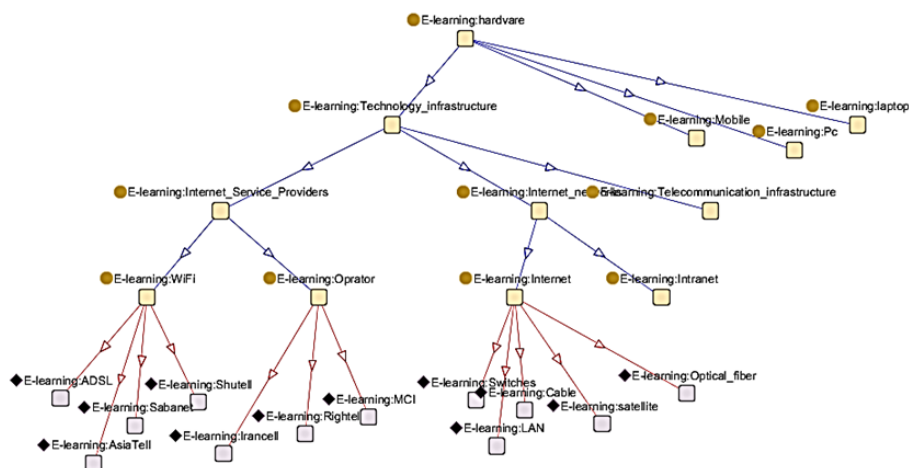 E-learning:hardvare
E-learning:Technology_infrastructure
E-learning:laptop
E-learning:Mobile
E-learning:Pc
E-learning:Internet_Service_Providers
E-learning:Internet_ne
E-learning:Telecommunication_infrastructure
E-learning:WiFi
E-learning:Oprator
E-learning:Internet
E-learning:Intranet
E-learning:ADSL
E-learning:Shutell
E-learning:Sabanet
E-learning:AsiaTell
E-learning:MCI
E-learning:Rightel
E-learning:Irancell
E-learning:Switches
E-learning:Cable
E-learning:LAN
E-learning:satellite
E-learning:Optical_fiber